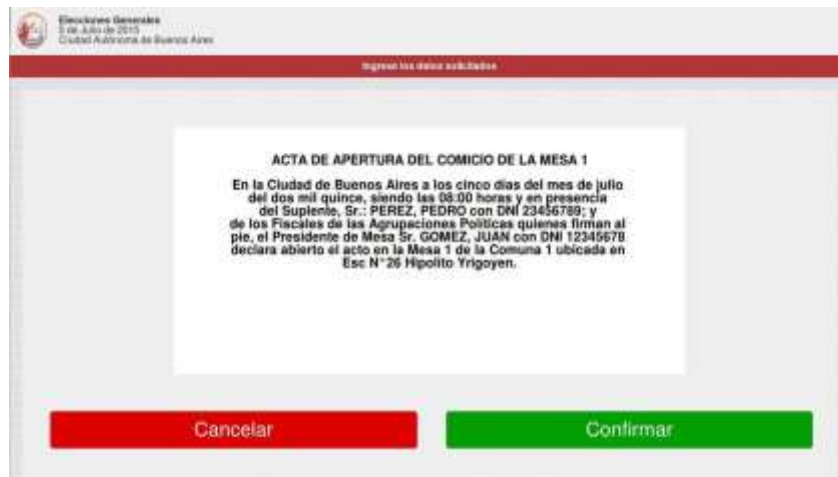 Elecciones Generales
5 de Julio de 2015
Ciudad Autónoma de Buenos Aires
Ingrese los datos solicitados
ACTA DE APERTURA DEL COMICIO DE LA MESA 1
En la Ciudad de Buenos Aires a los cinco días del mes de julio
del dos mil quince, siendo las 08:00 horas y en presencia
del Suplente, Sr.: PEREZ, PEDRO con DNI 23456789; y
de los Fiscales de las Agrupaciones Políticas quienes firman al
pie, el Presidente de Mesa Sr. GOMEZ, JUAN con DNI 12345678
declara abierto el acto en la Mesa 1 de la Comuna 1 ubicada en
Esc N°26 Hipolito Yrigoyen.
Cancelar
Confirmar